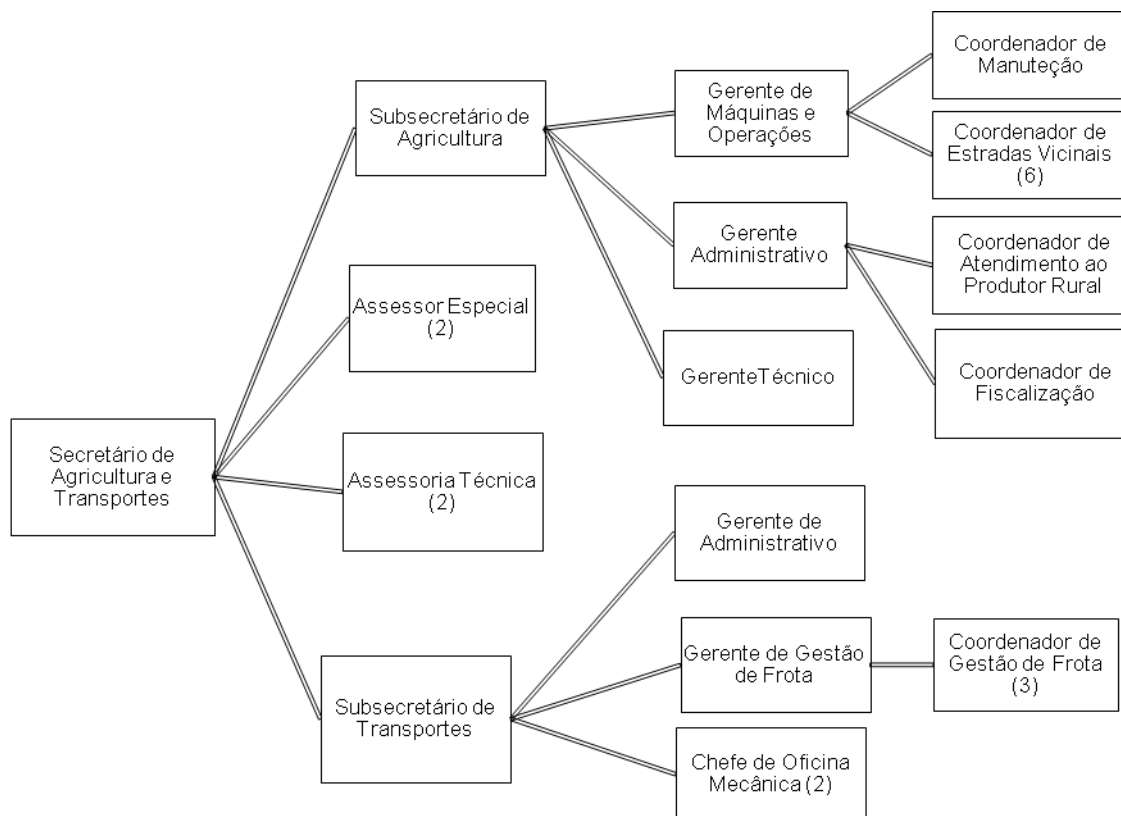 Secretário de
Agricultura e
Transportes
Subsecretário de
Agricultura
Assessor Especial
(2)
Assessoria Técnica
(2)
Subsecretário de
Transportes
Gerente de
Máquinas e
Operações
Gerente
Administrativo
GerenteTécnico
Gerente de
Administrativo
Gerente de Gestão
de Frota
Chefe de Oficina
Mecânica (2)
Coordenador de
Manuteção
Coordenador de
Estradas Vicinais
(6)
Coordenador de
Atendimento ao
Produtor Rural
Coordenador de
Fiscalização
Coordenador de
Gestão de Frota
(3)